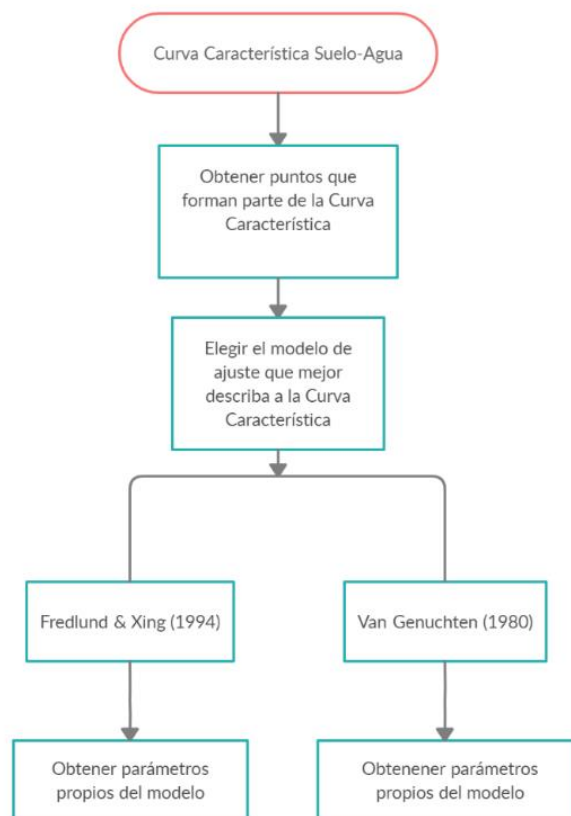 Curva Característica Suelo-Agua
Obtener puntos que
forman parte de la Curva
Característica
Elegir el modelo de
ajuste que mejor
describa a la Curva
Característica
Fredlund & Xing (1994)
Van Genuchten (1980)
Obtener parámetros
propios del modelo
Obtenener parámetros
propios del modelo